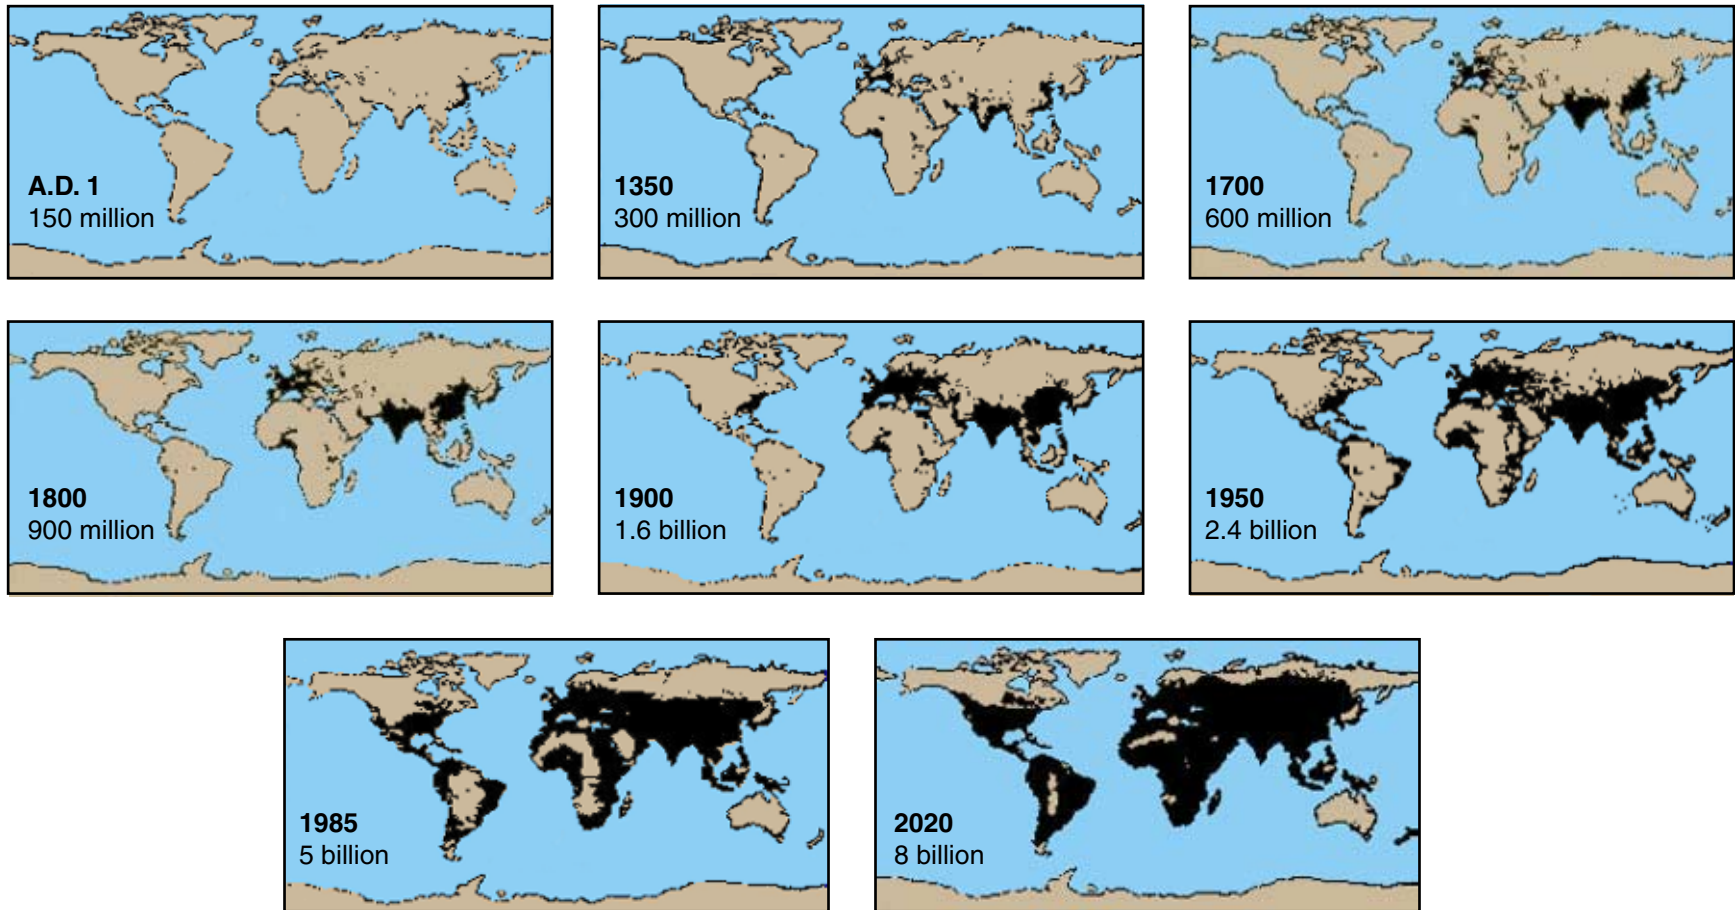 A.D. 1
150 million
1350
300 million
1700
600 million
1800
900 million
1900
1.6 billion
1950
2.4 billion
1985
5 billion
2020
8 billion